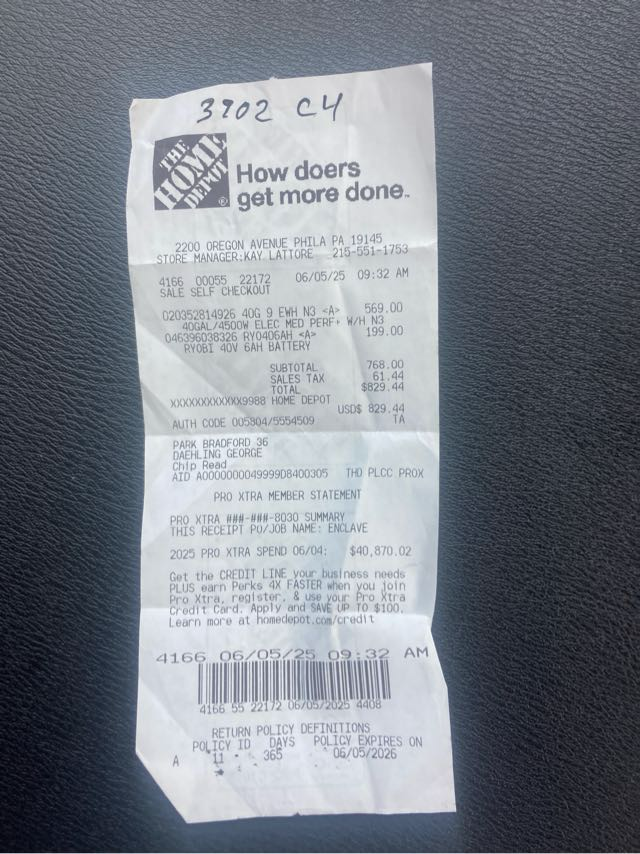 3902 C4
THE HOME DEPOT ®
How doers
get more done™
2200 OREGON AVENUE PHILA PA 19145
STORE MANAGER:KAY LATTORE 215-551-1753
4166 00055 22172 06/05/25 09:32 AM
SALE SELF CHECKOUT
020352814926 40G 9 EWH N3 <A> 569.00
40GAL/4500W ELEC MED PERF+ W/H N3
046396038326 RY0406AH <A> 199.00
RYOBI 40V 6AH BATTERY
SUBTOTAL 768.00
SALES TAX 61.44
TOTAL $829.44
XXXXXXXXXXXX9988 HOME DEPOT
USD$ 829.44
AUTH CODE 005804/5554509 TA
PARK BRADFORD 36
DAEHLING GEORGE
Chip Read
AID A0000000049999D8400305 THD PLCC PROX
PRO XTRA MEMBER STATEMENT
PRO XTRA ###-###-8030 SUMMARY
THIS RECEIPT PO/JOB NAME: ENCLAVE
2025 PRO XTRA SPEND 06/04: $40,870.02
Get the CREDIT LINE your business needs
PLUS earn Perks 4X FASTER when you join
Pro Xtra, register, & use your Pro Xtra
Credit Card. Apply and SAVE UP TO $100.
Learn more at homedepot.com/credit
4166 06/05/25 09:32 AM
4166 55 22172 06/05/2025 4408
RETURN POLICY DEFINITIONS
POLICY ID DAYS POLICY EXPIRES ON
A 11 365 06/05/2026